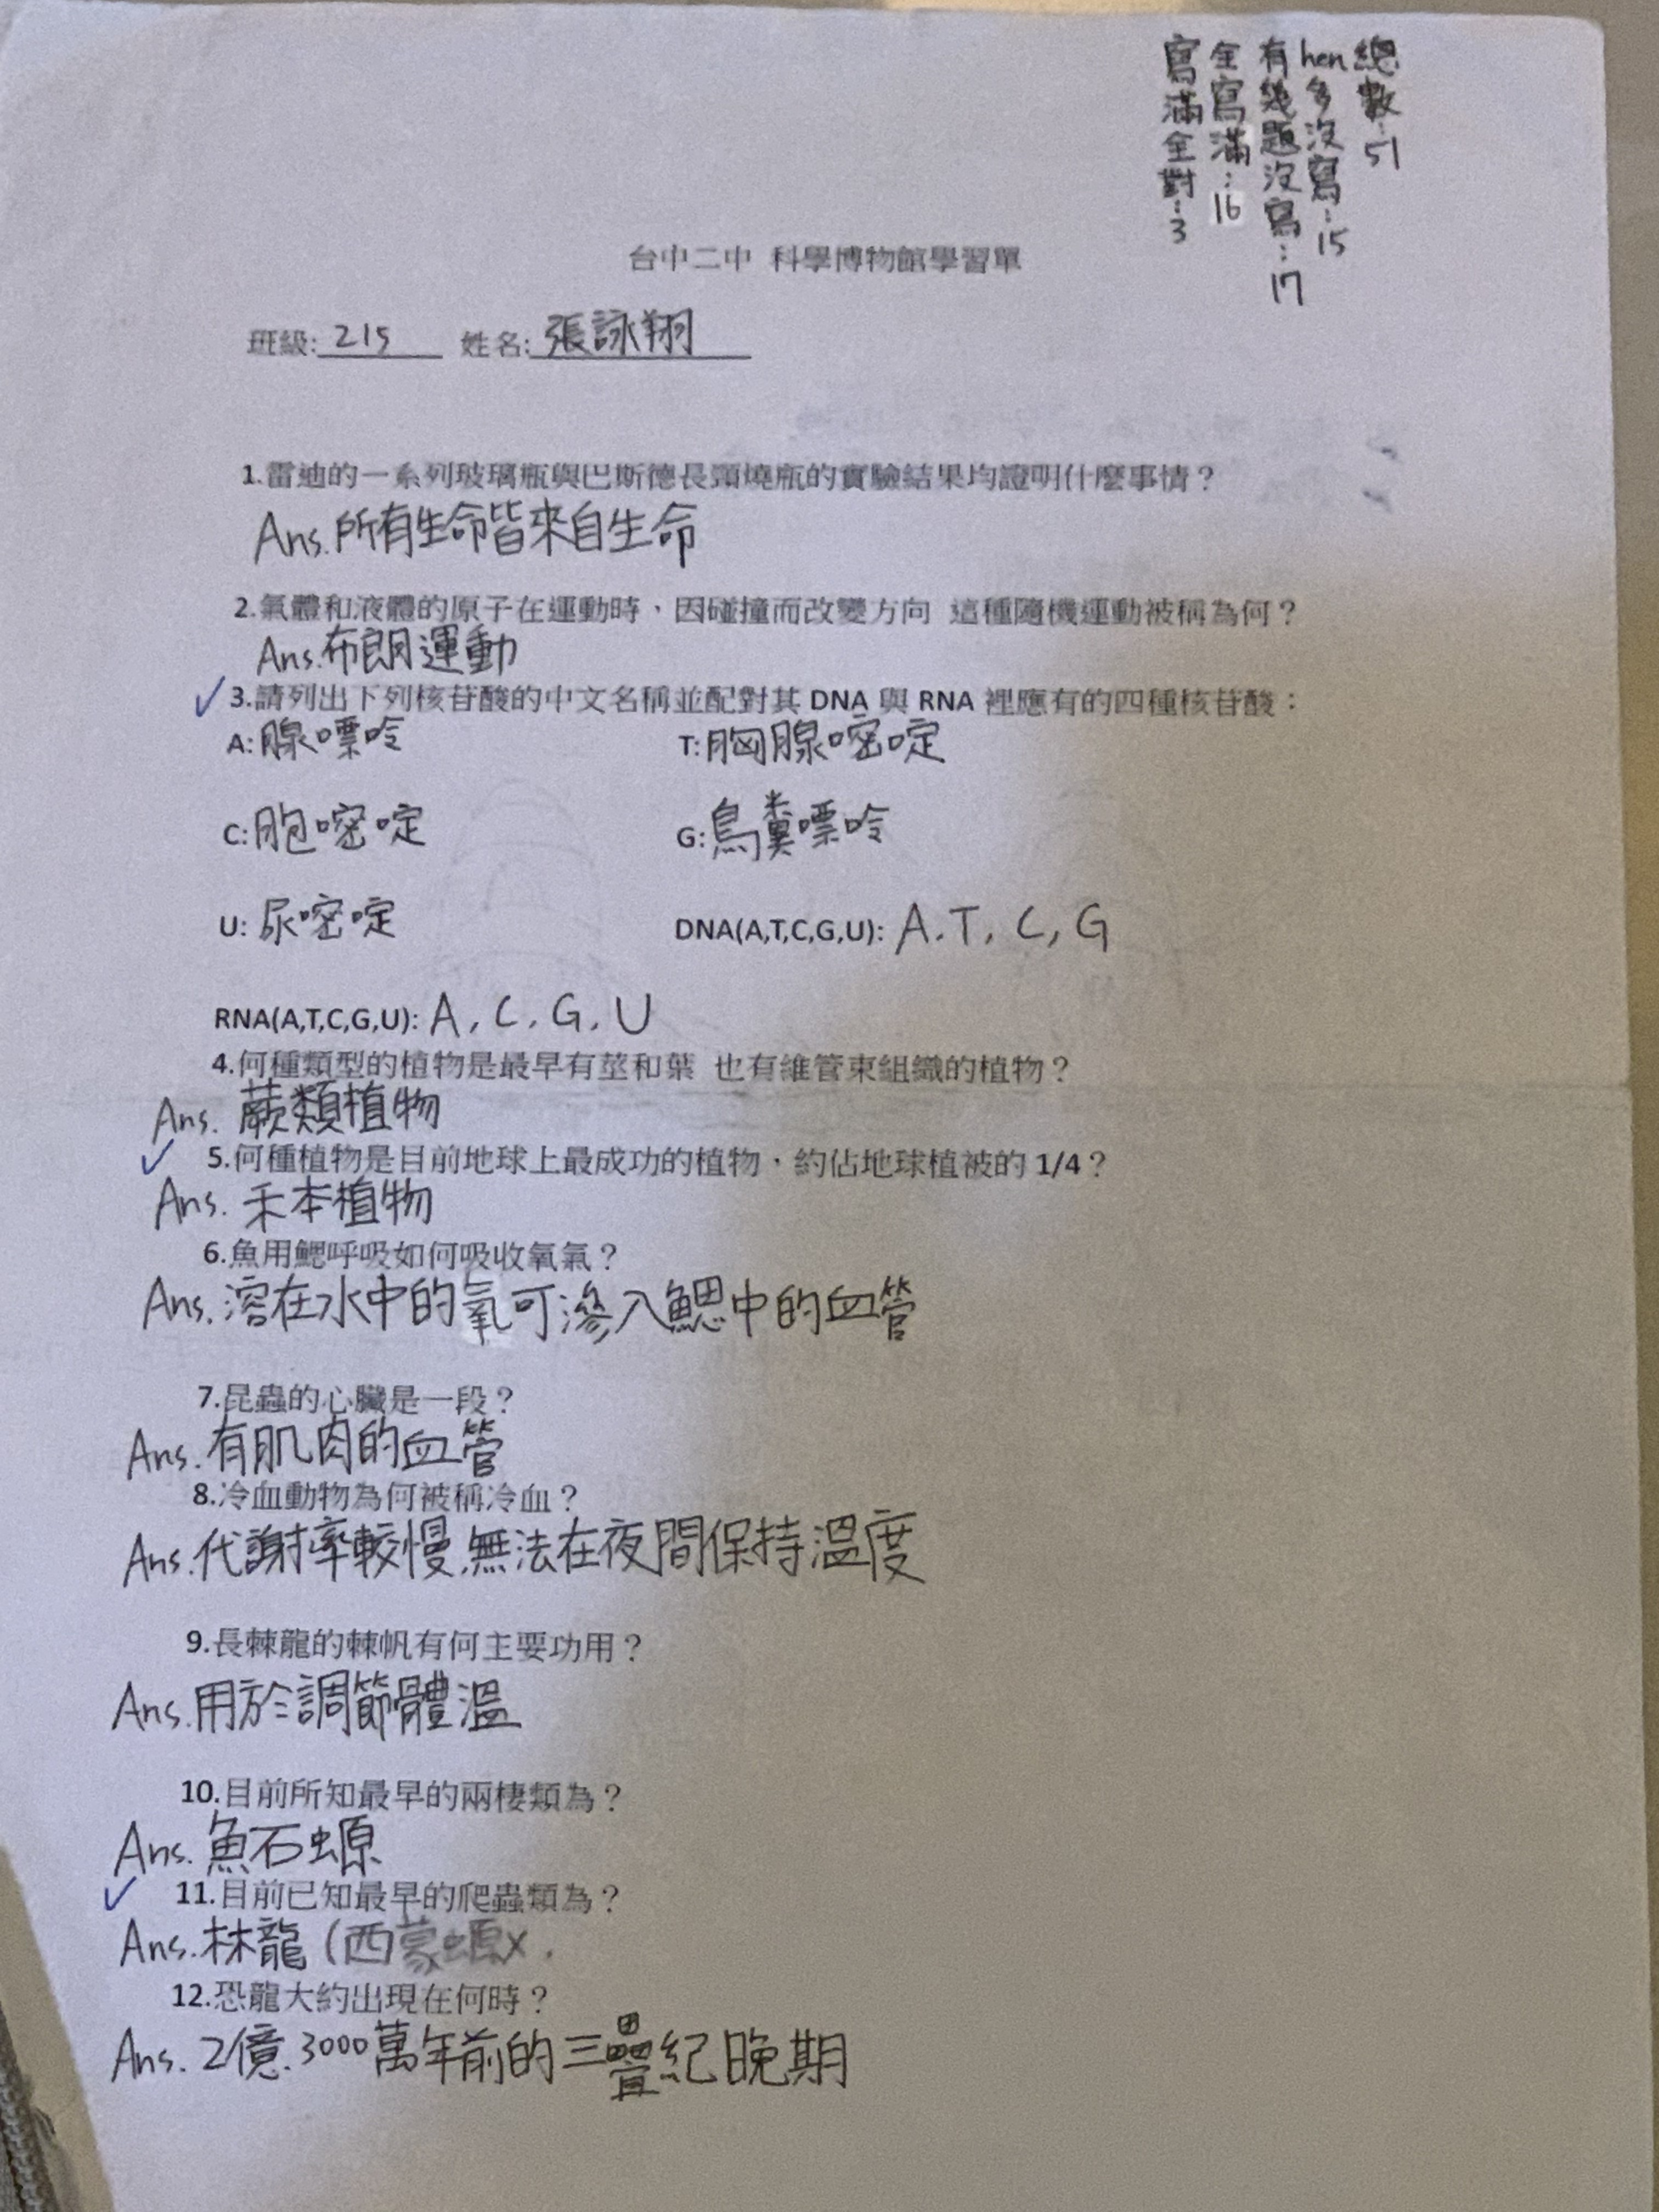 台中二中 科學博物館學習單
寫滿全對:3
全寫滿:16
有幾題沒寫:17
hen多沒寫:15
總數51
班級:215 姓名:張詠翔
1.雷迪的一系列玻璃瓶與巴斯德長頸燒瓶的實驗結果均證明什麼事情?
Ans.所有生命皆來自生命
2.氣體和液體的原子在運動時、因碰撞而改變方向 這種隨機運動被稱為何?
Ans.布朗運動
✓3.請列出下列核苷酸的中文名稱並配對其 DNA 與 RNA 裡應有的四種核苷酸:
A:腺嘌呤 T:胸腺嘧啶
C:胞嘧啶 G:鳥糞嘌呤
U:尿嘧啶 DNA(A,T,C,G,U): A.T,C,G
RNA(A,T,C,G,U): A,C,G,U
4.何種類型的植物是最早有莖和葉 也有維管束組織的植物?
Ans.蕨類植物
✓5.何種植物是目前地球上最成功的植物、約佔地球植被的 1/4?
Ans.禾本植物
6.魚用鰓呼吸如何吸收氧氣?
Ans.溶在水中的氧可滲入鰓中的血管
7.昆蟲的心臟是一段?
Ans.有肌肉的血管
8.冷血動物為何被稱冷血?
Ans.代謝率較慢無法在夜間保持溫度
9.長棘龍的棘帆有何主要功用?
Ans.用於調節體溫
10.目前所知最早的兩棲類為?
Ans.魚石螈
✓11.目前已知最早的爬蟲類為?
Ans.林龍(西蒙螈x,
12.恐龍大約出現在何時?
Ans.2億3000萬年前的三疊紀晚期